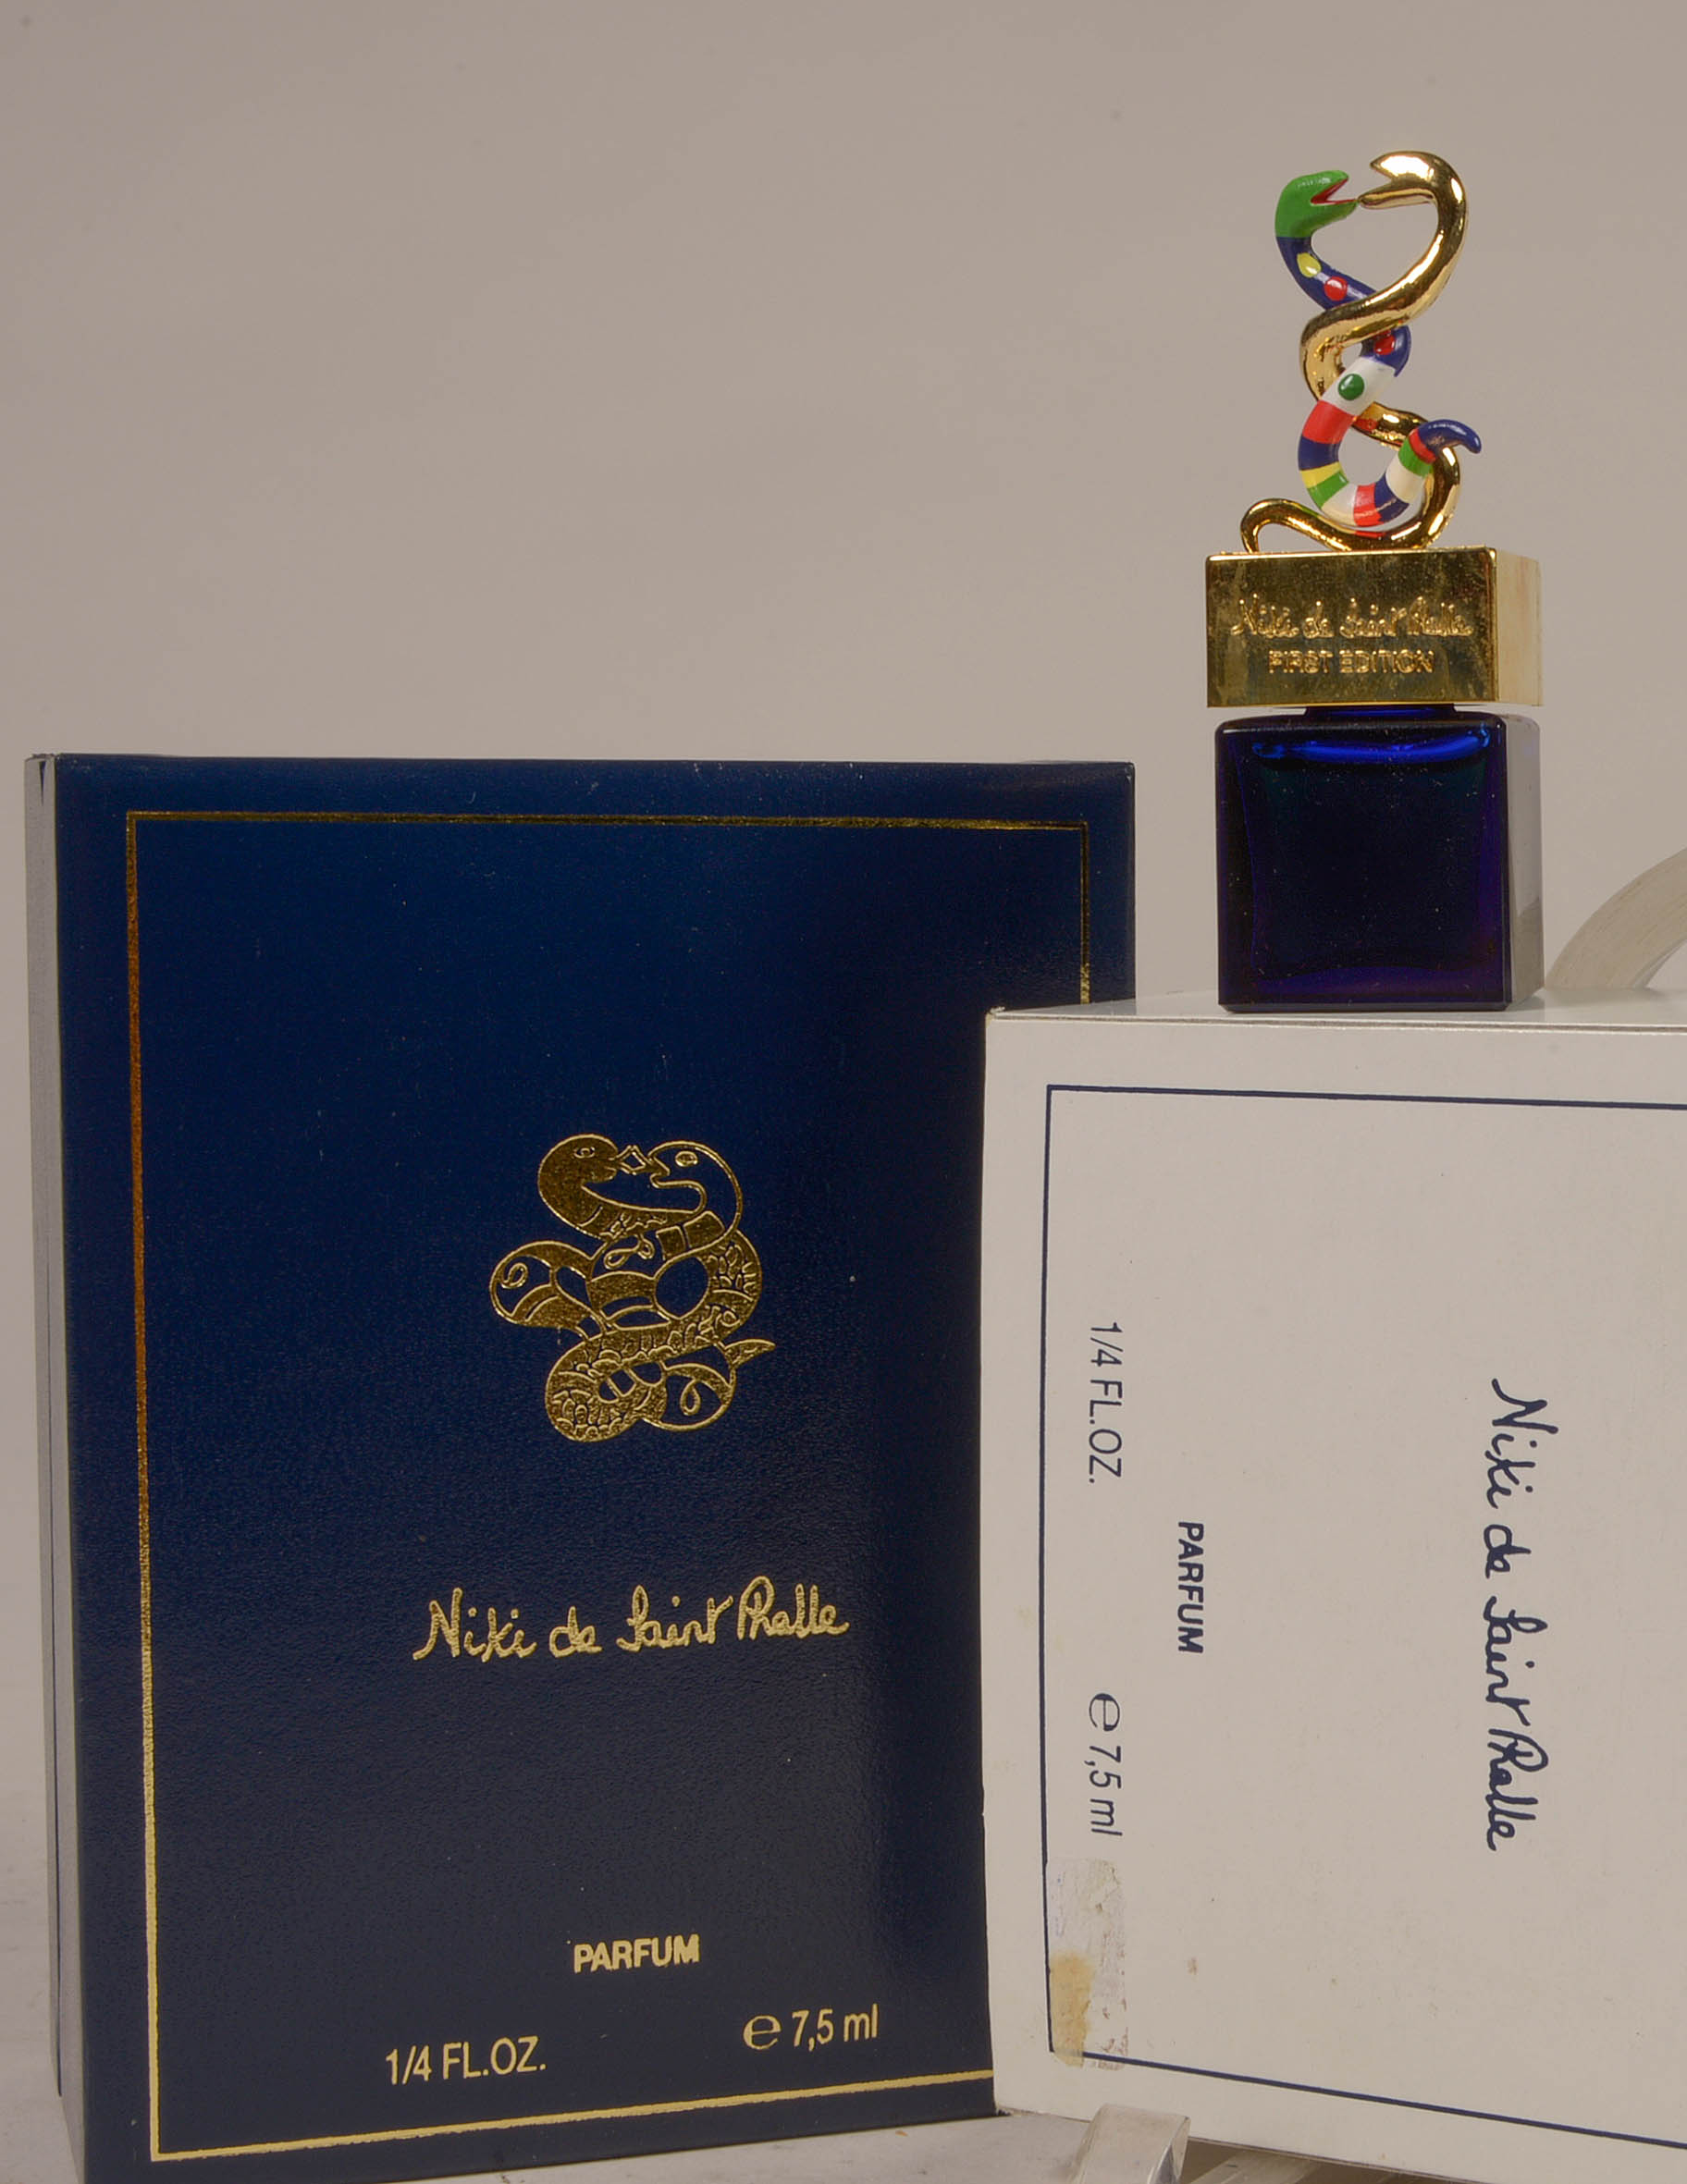 Niki de Saint Phalle
FIRST EDITION
Niki de Saint Phalle
PARFUM
1/4 FL.OZ.
e 7,5 ml
Niki de Saint Phalle
PARFUM
1/4 FL.OZ.
e 7,5 ml